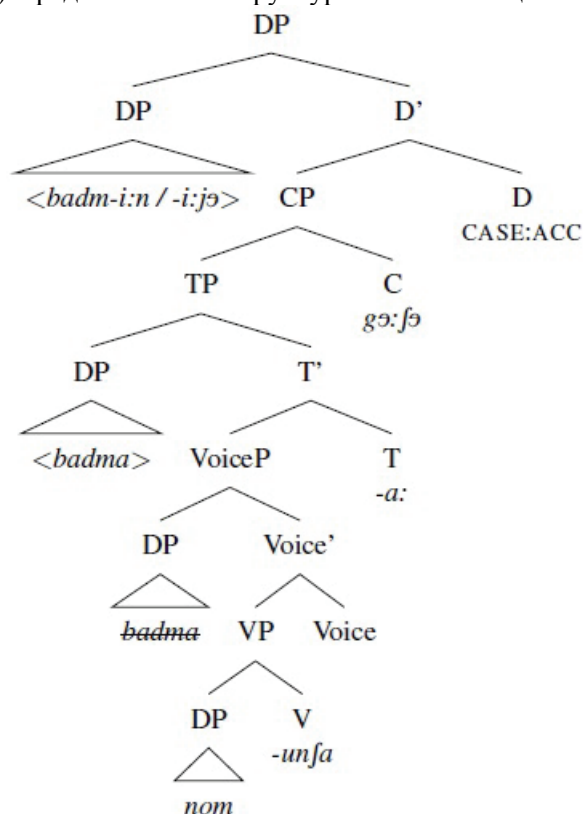 DP
DP D’
<badm-i:n / -i:jə> CP D
CASE:ACC
TP C
gə:ʃə
DP T’
<badma> VoiceP T
-a:
DP Voice’
badma VP Voice
DP V
-unʃa
nom